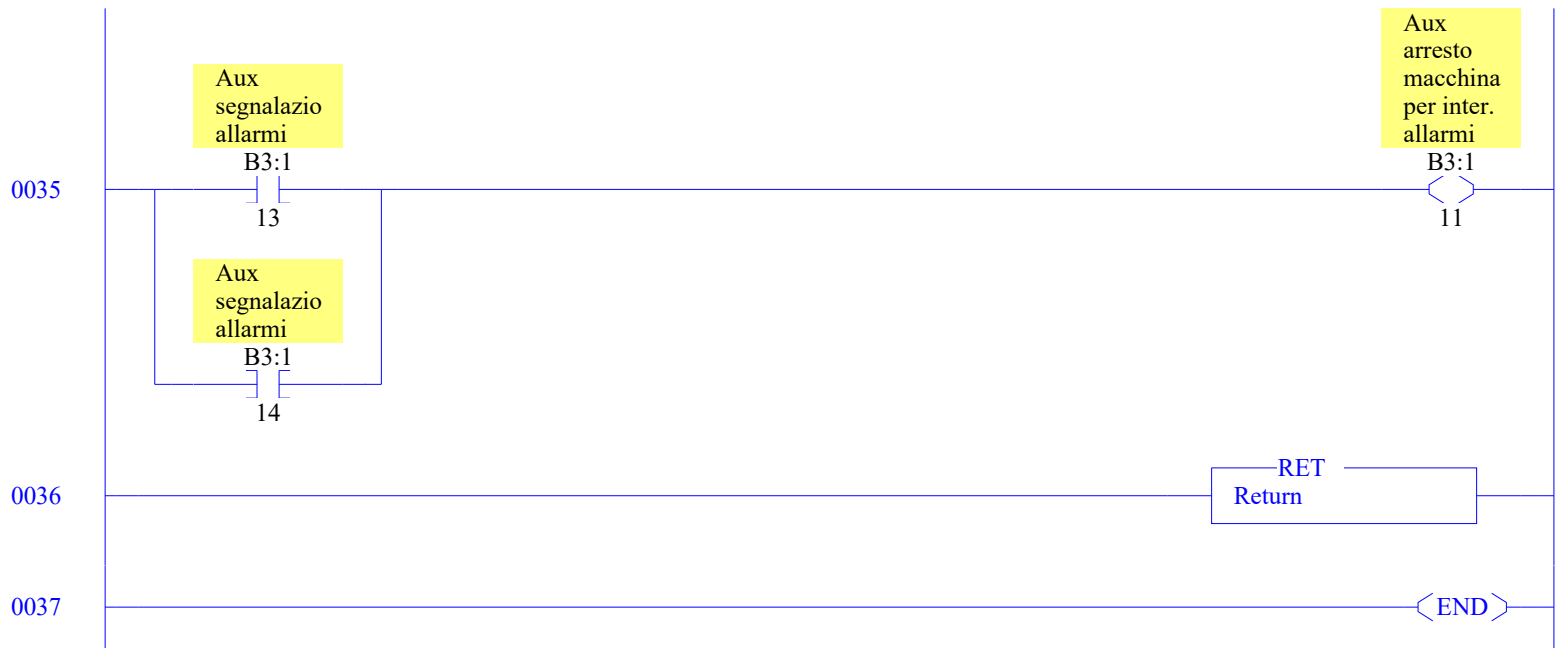 Aux
arresto
macchina
per inter.
allarmi
Aux
segnalazio
allarmi
B3:1
B3:1
0035
13
11
Aux
segnalazio
allarmi
B3:1
14
RET
0036
Return
0037
END